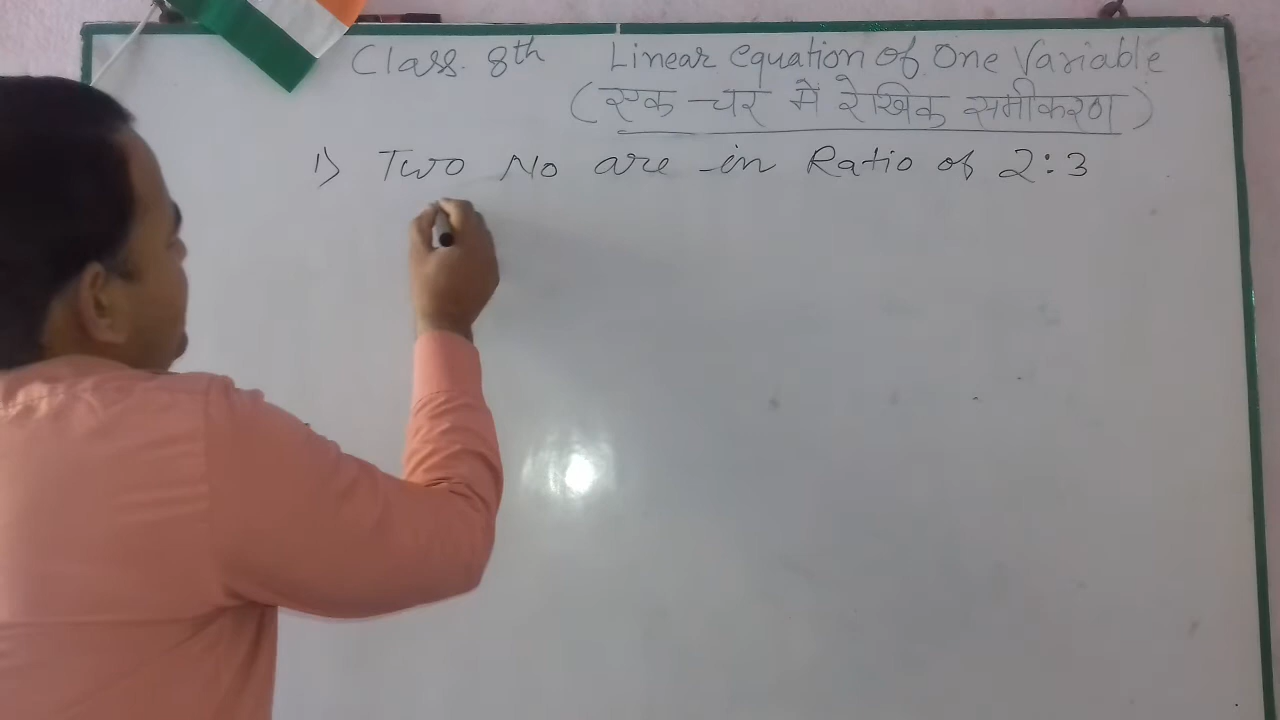 Class. 8th Linear equation of One Variable
(एक चर में रेखिक समीकरण)
1) Two No are in Ratio of 2:3